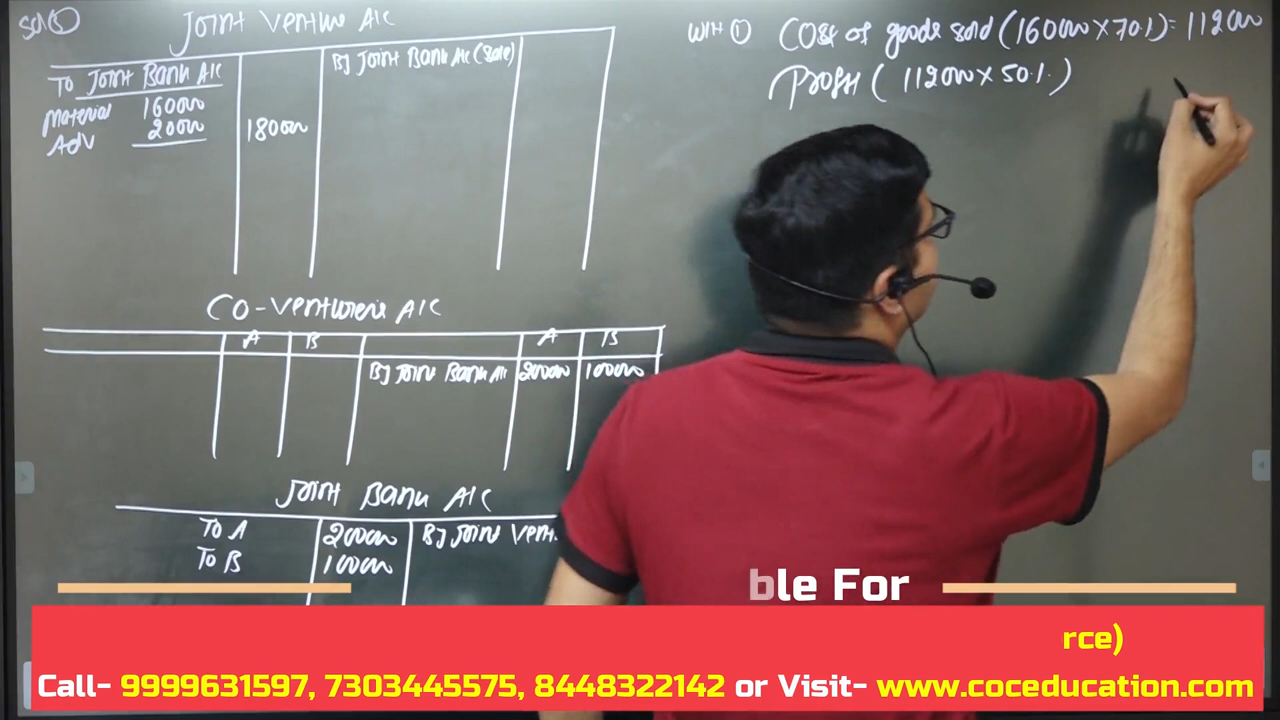 Sol(5)
Joint Venture A/C
To Joint Bank A/C
Material 160000
Adv 20000
180000
By Joint Bank A/C (Sale)
W.N ① Cost of goods sold (160000 x 70%) = 112000
Profit ( 112000 x 50%)
Co-Venturer's A/C
A B A B
By Joint Bank A/c 200000 100000
Joint Bank A/C
To A 200000 By Joint Vent.
To B 100000
ble For
rce)
Call- 9999631597, 7303445575, 8448322142 or Visit- www.coceducation.com